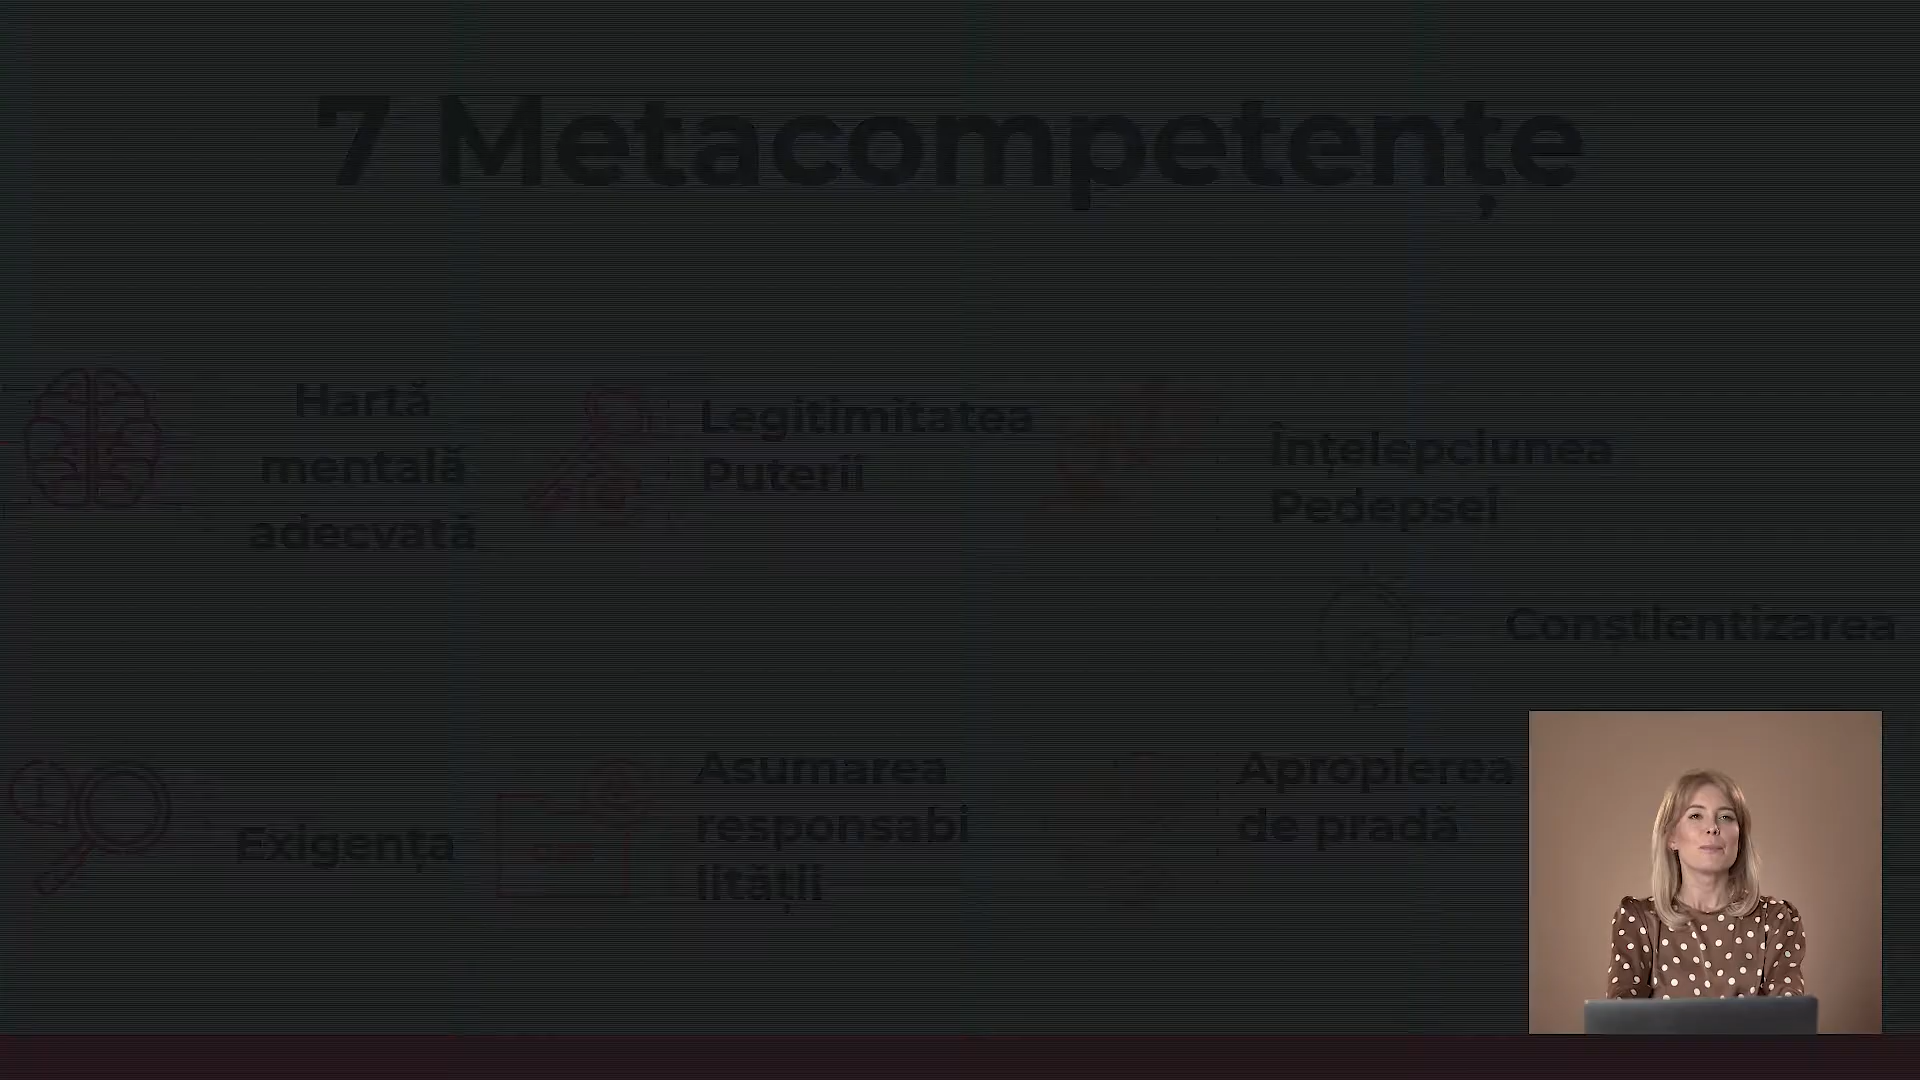 7 Metacompetențe
Hartă
mentală
adecvată
Legitimitatea
Puterii
Înțelepciunea
Pedepsei
Conștientizarea
Exigența
Asumarea
responsabi
lității
Apropierea
de pradă